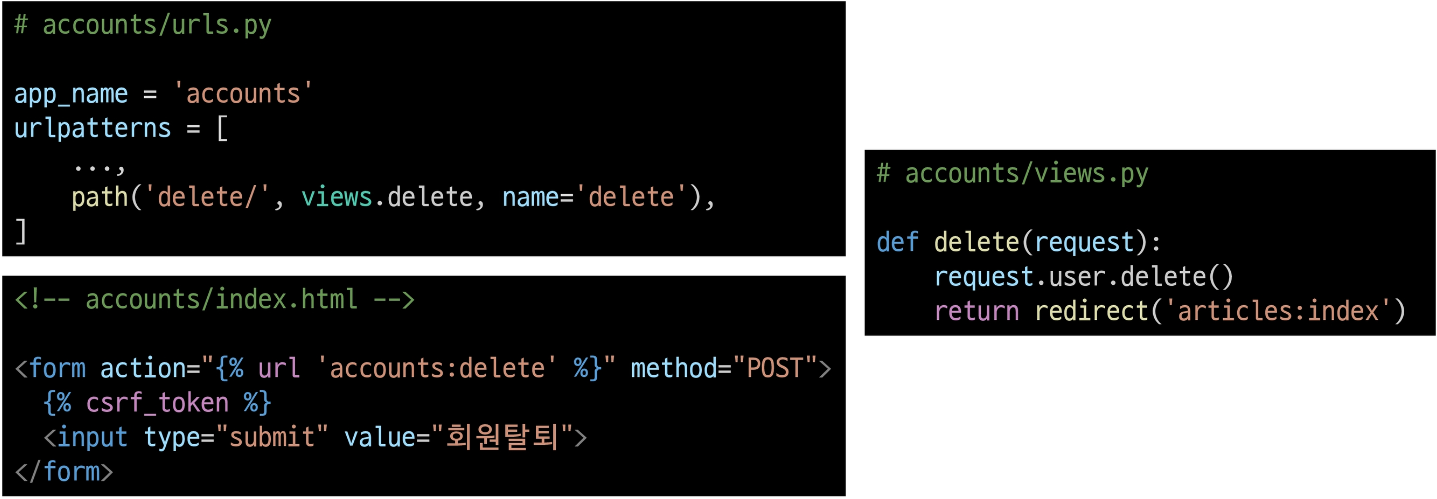 # accounts/urls.py
app_name = 'accounts'
urlpatterns = [
    ...,
    path('delete/', views.delete, name='delete'),
]
<!-- accounts/index.html -->
<form action="{% url 'accounts:delete' %}" method="POST">
  {% csrf_token %}
  <input type="submit" value="회원탈퇴">
</form>
# accounts/views.py
def delete(request):
    request.user.delete()
    return redirect('articles:index')